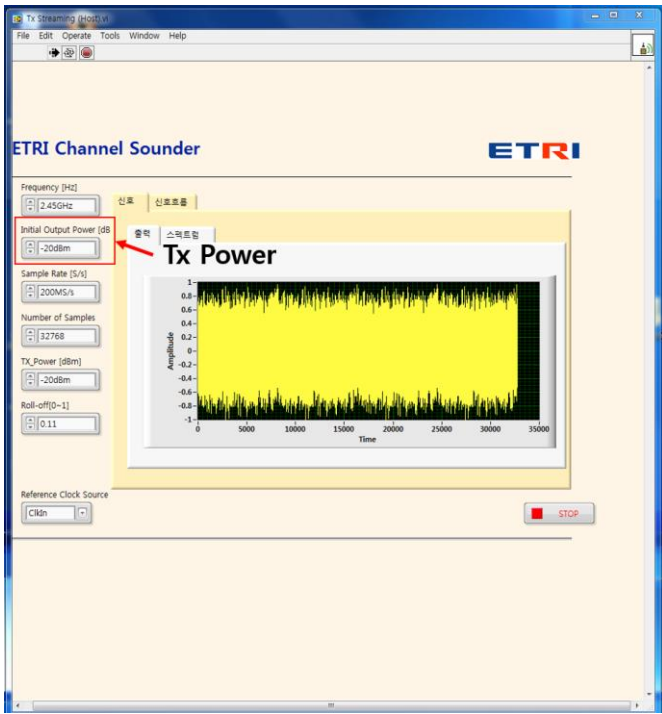 Tx Streaming (Host).vi
File Edit Operate Tools Window Help
ETRI Channel Sounder
ETRI
Frequency [Hz]
2.45GHz
신호 신호흐름
Initial Output Power [dB
-20dBm
출력 스펙트럼
Tx Power
Sample Rate [S/s]
200MS/s
Number of Samples
32768
TX_Power [dBm]
-20dBm
Roll-off[0~1]
0.11
Amplitude
1
0.8
0.6
0.4
0.2
0
-0.2
-0.4
-0.6
-0.8
-1
0 5000 10000 15000 20000 25000 30000 35000
Time
Reference Clock Source
ClkIn
STOP